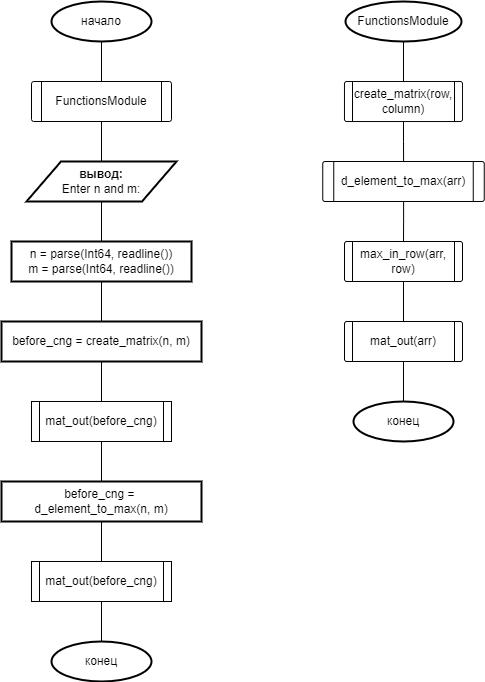 начало
FunctionsModule
вывод:
Enter n and m:
n = parse(Int64, readline())
m = parse(Int64, readline())
before_cng = create_matrix(n, m)
mat_out(before_cng)
before_cng =
d_element_to_max(n, m)
mat_out(before_cng)
конец
FunctionsModule
create_matrix(row,
column)
d_element_to_max(arr)
max_in_row(arr,
row)
mat_out(arr)
конец